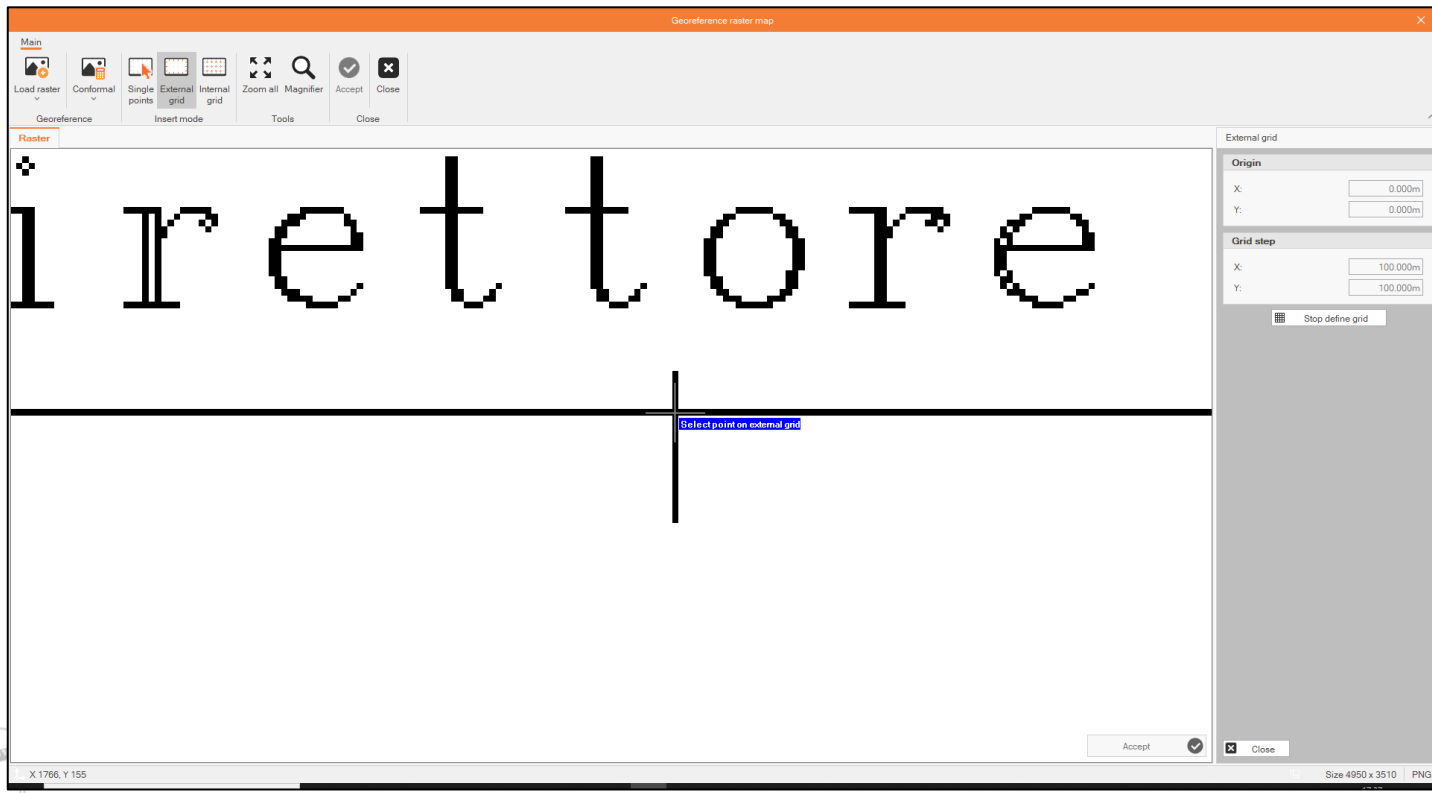 Georeference raster map
Main
Load raster
Conformal
Single points
External grid
Internal grid
Zoom all
Magnifier
Accept
Close
Georeference
Insert mode
Tools
Close
Raster
External grid
irettore
Origin
X: 0.000m
Y: 0.000m
Grid step
X: 100.000m
Y: 100.000m
Stop define grid
Select point on external grid
Accept
Close
X 1766, Y 155
Size 4950 x 3510
PNG